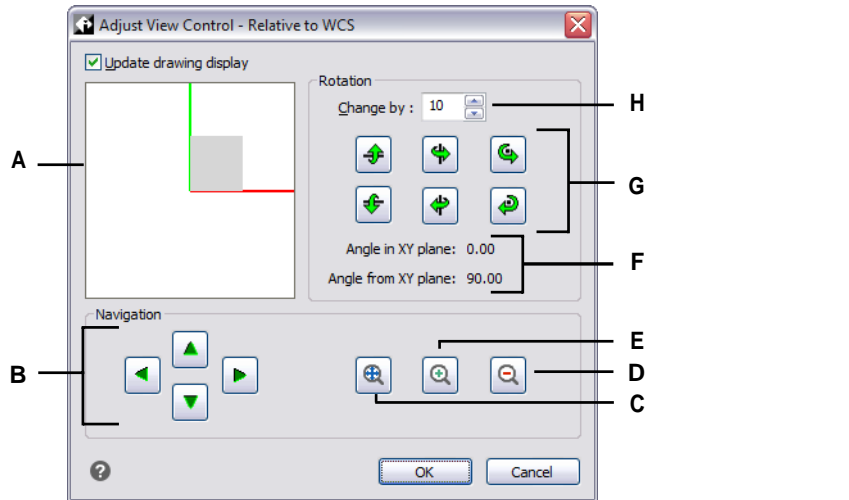 Adjust View Control - Relative to WCS
Update drawing display
Rotation
Change by : 10
H
A
G
Angle in XY plane: 0.00
F
Angle from XY plane: 90.00
Navigation
E
B
D
C
?
OK Cancel